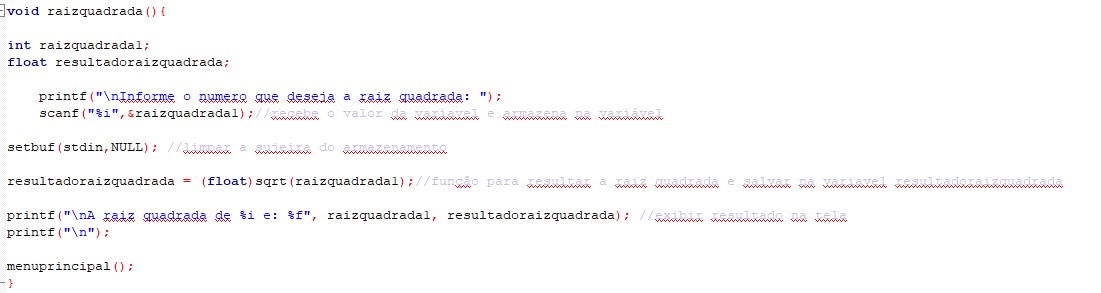 void raizquadrada(){
int raizquadrada1;
float resultadoraizquadrada;
printf("\nInforme o numero que deseja a raiz quadrada: ");
scanf("%i",&raizquadrada1);//recebe o valor da variavel e armazena na variável
setbuf(stdin,NULL); //limpar a sujeira do armazenamento
resultadoraizquadrada = (float)sqrt(raizquadrada1);//função para resultar a raiz quadrada e salvar na variavel resultadoraizquadrada
printf("\nA raiz quadrada de %i e: %f", raizquadrada1, resultadoraizquadrada); //exibir resultado na tela
printf("\n");
menuprincipal();
}